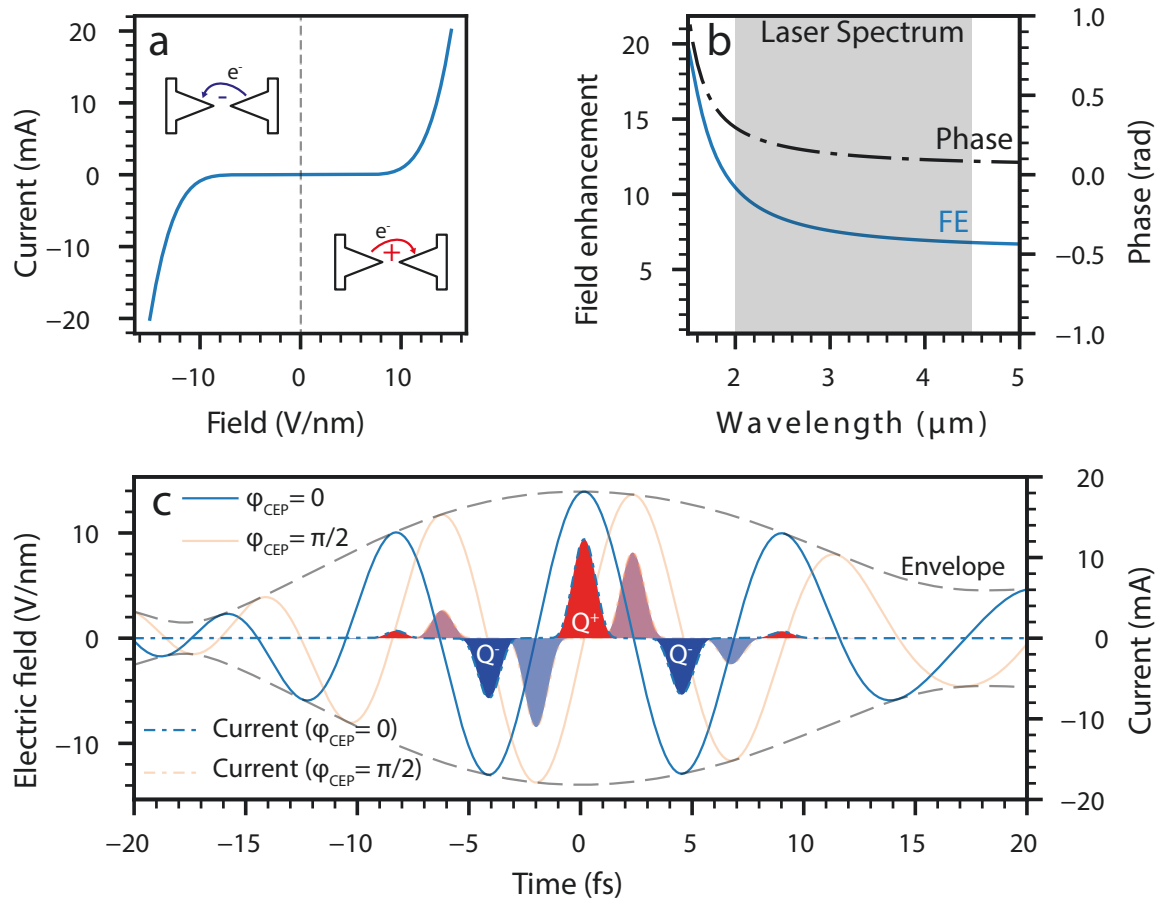 a
Current (mA)
20
10
0
−10
−20
e-
-
e-
+
−10
0
10
Field (V/nm)
b
Laser Spectrum
Field enhancement
20
15
10
5
Phase
FE
1.0
0.5
0.0
−0.5
−1.0
Phase (rad)
2
3
4
5
Wavelength (μm)
c
φCEP= 0
φCEP= π/2
Electric field (V/nm)
10
0
−10
Envelope
Q+
Q-
Q-
Current (φCEP= 0)
Current (φCEP= π/2)
20
10
0
−10
−20
Current (mA)
−20
−15
−10
−5
0
5
10
15
20
Time (fs)